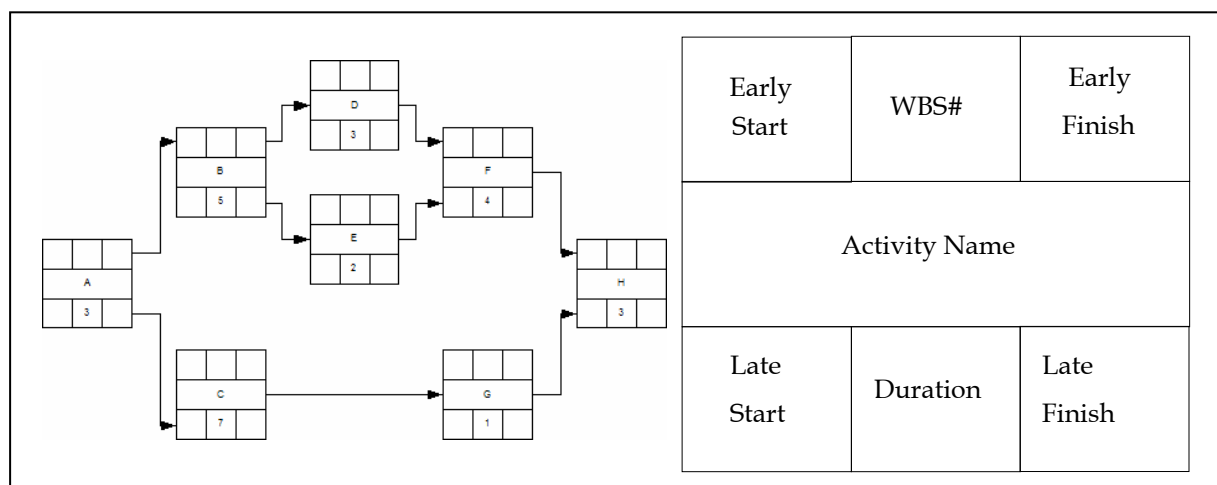 D
3
B
5
F
4
E
2
A
3
H
3
C
7
G
1
Early
Start
WBS#
Early
Finish
Activity Name
Late
Start
Duration
Late
Finish